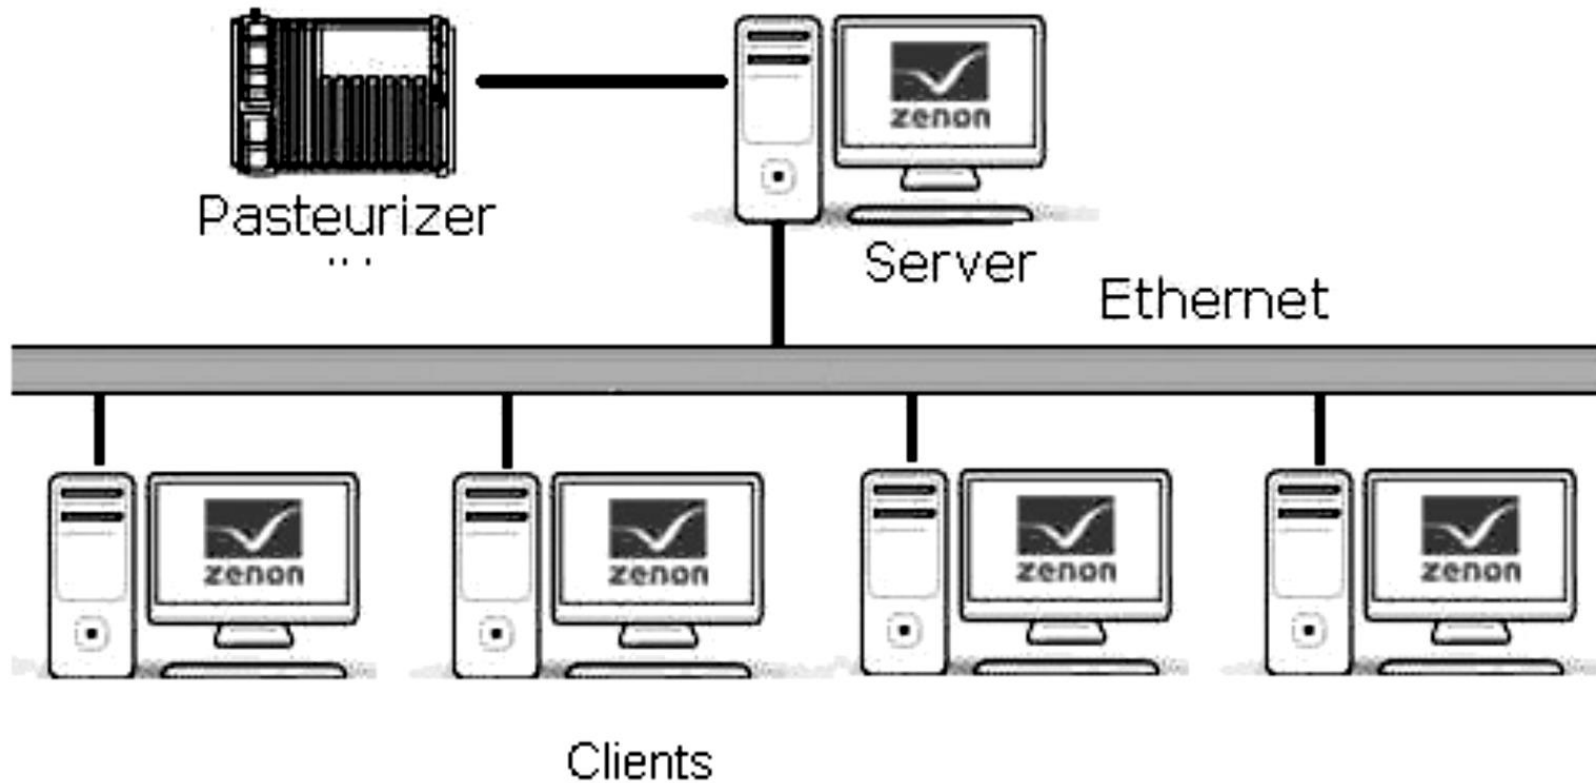 zenon
Pasteurizer
Server
Ethernet
zenon
zenon
zenon
zenon
Clients